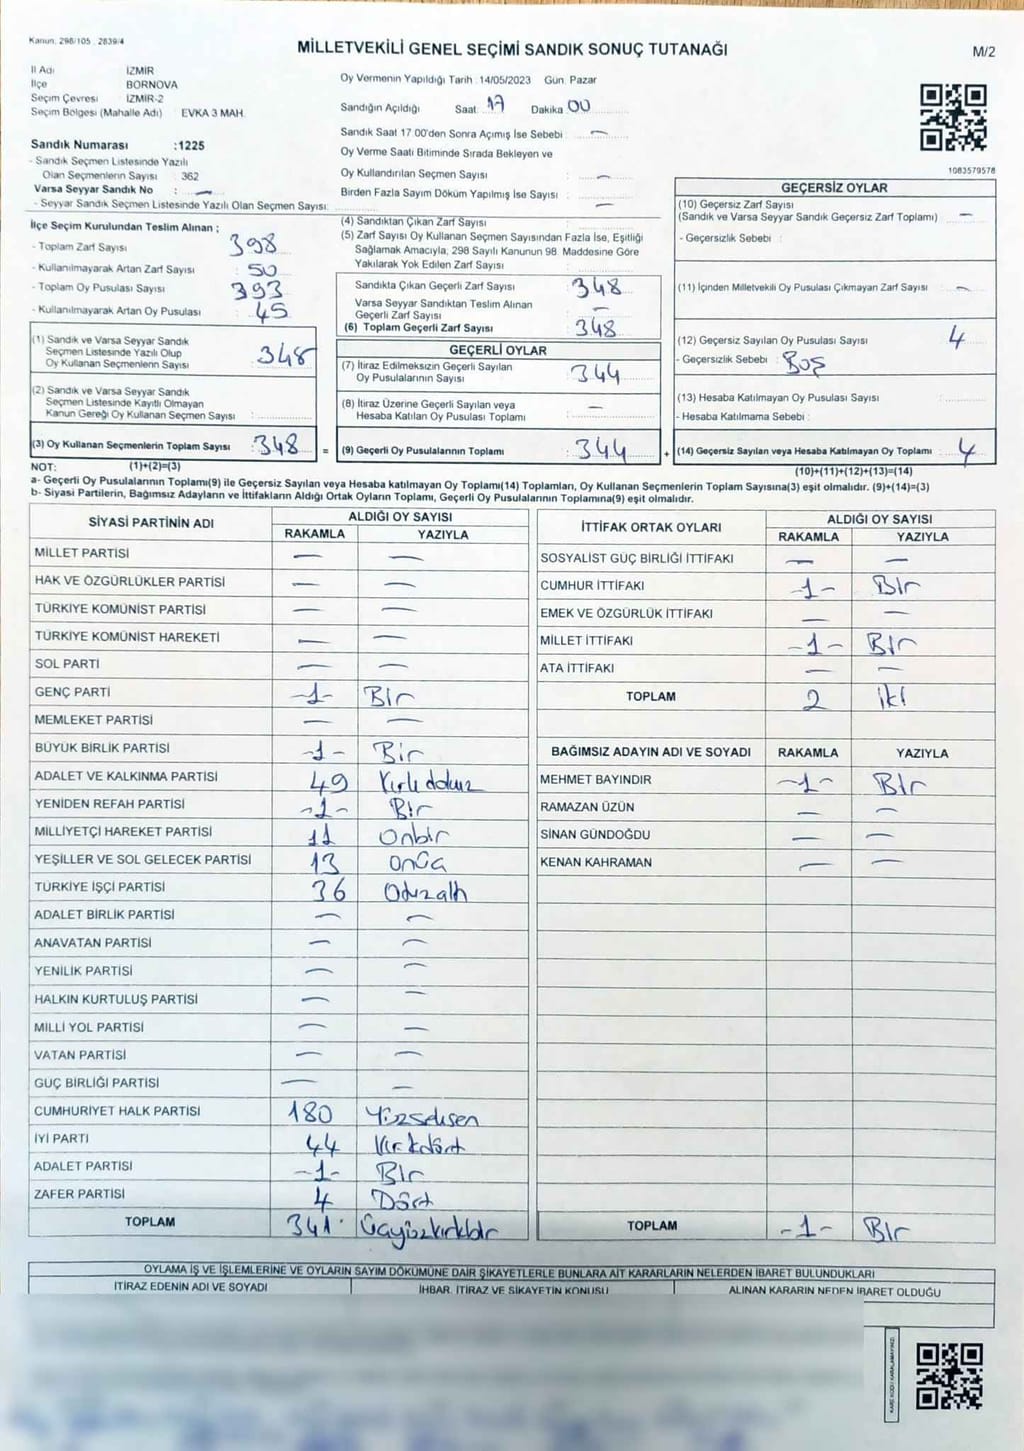 Kanun, 298/105 , 2839/4
MİLLETVEKİLİ GENEL SEÇİMİ SANDIK SONUÇ TUTANAĞI
M/2
İl Adı İZMİR
İlçe BORNOVA
Seçim Çevresi : İZMİR-2
Seçim Bölgesi (Mahalle Adı) : EVKA 3 MAH.
Sandık Numarası :1225
- Sandık Seçmen Listesinde Yazılı
Olan Seçmenlerin Sayısı : 362
Varsa Seyyar Sandık No : —
- Seyyar Sandık Seçmen Listesinde Yazılı Olan Seçmen Sayısı:
Oy Vermenin Yapıldığı Tarih : 14/05/2023 Gün : Pazar
Sandığın Açıldığı Saat: 17 Dakika: 00
Sandık Saat 17:00'den Sonra Açımış İse Sebebi : —
Oy Verme Saati Bitiminde Sırada Bekleyen ve
Oy Kullandırılan Seçmen Sayısı : —
Birden Fazla Sayım Döküm Yapılmış İse Sayısı : —
1083579578
İlçe Seçim Kurulundan Teslim Alınan ;
- Toplam Zarf Sayısı : 398
- Kullanılmayarak Artan Zarf Sayısı : 50
- Toplam Oy Pusulası Sayısı : 393
- Kullanılmayarak Artan Oy Pusulası : 45
(1) Sandık ve Varsa Seyyar Sandık
Seçmen Listesinde Yazılı Olup
Oy Kullanan Seçmenlerin Sayısı : 348
(2) Sandık ve Varsa Seyyar Sandık
Seçmen Listesinde Kayıtlı Olmayan
Kanun Gereği Oy Kullanan Seçmen Sayısı :
(3) Oy Kullanan Seçmenlerin Toplam Sayısı : 348
(4) Sandıktan Çıkan Zarf Sayısı :
(5) Zarf Sayısı Oy Kullanan Seçmen Sayısından Fazla İse, Eşitliği
Sağlamak Amacıyla, 298 Sayılı Kanunun 98. Maddesine Göre
Yakılarak Yok Edilen Zarf Sayısı :
Sandıkta Çıkan Geçerli Zarf Sayısı : 348
Varsa Seyyar Sandıktan Teslim Alınan
Geçerli Zarf Sayısı : —
(6) Toplam Geçerli Zarf Sayısı : 348
GEÇERLİ OYLAR
(7) İtiraz Edilmeksizin Geçerli Sayılan
Oy Pusulalarının Sayısı : 344
(8) İtiraz Üzerine Geçerli Sayılan veya
Hesaba Katılan Oy Pusulası Toplamı : —
= (9) Geçerli Oy Pusulalarının Toplamı : 344
GEÇERSİZ OYLAR
(10) Geçersiz Zarf Sayısı
(Sandık ve Varsa Seyyar Sandık Geçersiz Zarf Toplamı) : —
- Geçersizlik Sebebi :
(11) İçinden Milletvekili Oy Pusulası Çıkmayan Zarf Sayısı : —
(12) Geçersiz Sayılan Oy Pusulası Sayısı : 4
- Geçersizlik Sebebi : Boş
(13) Hesaba Katılmayan Oy Pusulası Sayısı :
- Hesaba Katılmama Sebebi :
+ (14) Geçersiz Sayılan veya Hesaba Katılmayan Oy Toplamı : 4
NOT: (1)+(2)=(3)
(10)+(11)+(12)+(13)=(14)
a- Geçerli Oy Pusulalarının Toplamı(9) ile Geçersiz Sayılan veya Hesaba katılmayan Oy Toplamı(14) Toplamları, Oy Kullanan Seçmenlerin Toplam Sayısına(3) eşit olmalıdır. (9)+(14)=(3)
b- Siyasi Partilerin, Bağımsız Adayların ve İttifakların Aldığı Ortak Oyların Toplamı, Geçerli Oy Pusulalarının Toplamına(9) eşit olmalıdır.
SİYASİ PARTİNİN ADI ALDIĞI OY SAYISI
RAKAMLA YAZIYLA
MİLLET PARTİSİ — —
HAK VE ÖZGÜRLÜKLER PARTİSİ — —
TÜRKİYE KOMÜNİST PARTİSİ — —
TÜRKİYE KOMÜNİST HAREKETİ — —
SOL PARTİ — —
GENÇ PARTİ -1- Bir
MEMLEKET PARTİSİ — —
BÜYÜK BİRLİK PARTİSİ -1- Bir
ADALET VE KALKINMA PARTİSİ 49
YENİDEN REFAH PARTİSİ -1- Bir
MİLLİYETÇİ HAREKET PARTİSİ 11 Onbir
YEŞİLLER VE SOL GELECEK PARTİSİ 13 Onüç
TÜRKİYE İŞÇİ PARTİSİ 36 Otuzaltı
ADALET BİRLİK PARTİSİ — —
ANAVATAN PARTİSİ — —
YENİLİK PARTİSİ — —
HALKIN KURTULUŞ PARTİSİ — —
MİLLİ YOL PARTİSİ — —
VATAN PARTİSİ — —
GÜÇ BİRLİĞİ PARTİSİ — —
CUMHURİYET HALK PARTİSİ 180 Yüzseksen
İYİ PARTİ 44 Kırkdört
ADALET PARTİSİ -1- Bir
ZAFER PARTİSİ 4 Dört
TOPLAM 341 Üçyüzkırkbir
İTTİFAK ORTAK OYLARI ALDIĞI OY SAYISI
RAKAMLA YAZIYLA
SOSYALİST GÜÇ BİRLİĞİ İTTİFAKI — —
CUMHUR İTTİFAKI -1- Bir
EMEK VE ÖZGÜRLÜK İTTİFAKI — —
MİLLET İTTİFAKI -1- Bir
ATA İTTİFAKI — —
TOPLAM 2 iki
BAĞIMSIZ ADAYIN ADI VE SOYADI RAKAMLA YAZIYLA
MEHMET BAYINDIR -1- Bir
RAMAZAN ÜZÜN — —
SİNAN GÜNDOĞDU — —
KENAN KAHRAMAN — —
TOPLAM -1- Bir
OYLAMA İŞ VE İŞLEMLERİNE VE OYLARIN SAYIM DÖKÜMÜNE DAİR ŞİKAYETLERLE BUNLARA AİT KARARLARIN NELERDEN İBARET BULUNDUKLARI
İTİRAZ EDENİN ADI VE SOYADI İHBAR, İTİRAZ VE ŞİKAYETİN KONUSU ALINAN KARARIN NEDEN İBARET OLDUĞU
KARE KODU KARALAMAYINIZ!